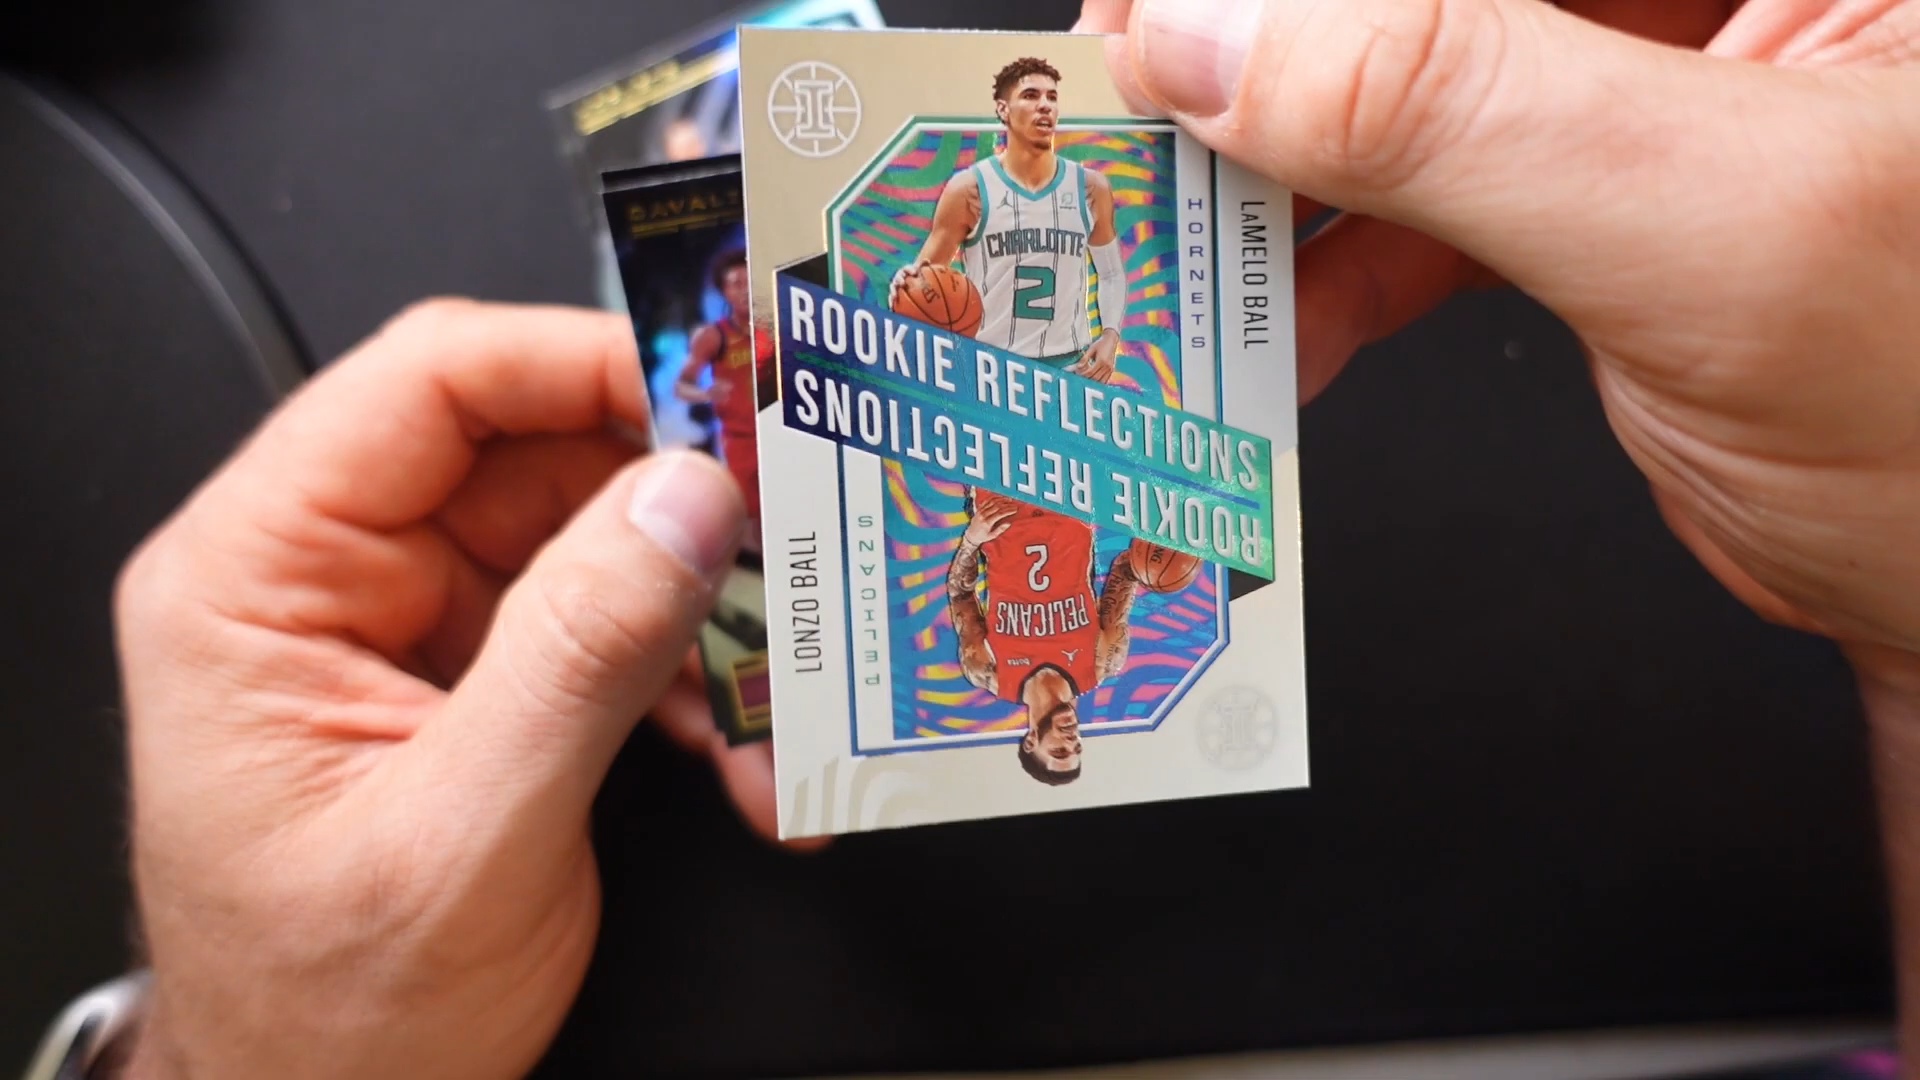 LAMELO BALL
HORNETS
CHARLOTTE
2
ROOKIE REFLECTIONS
ROOKIE REFLECTIONS
2
PELICANS
PELICANS
LONZO BALL